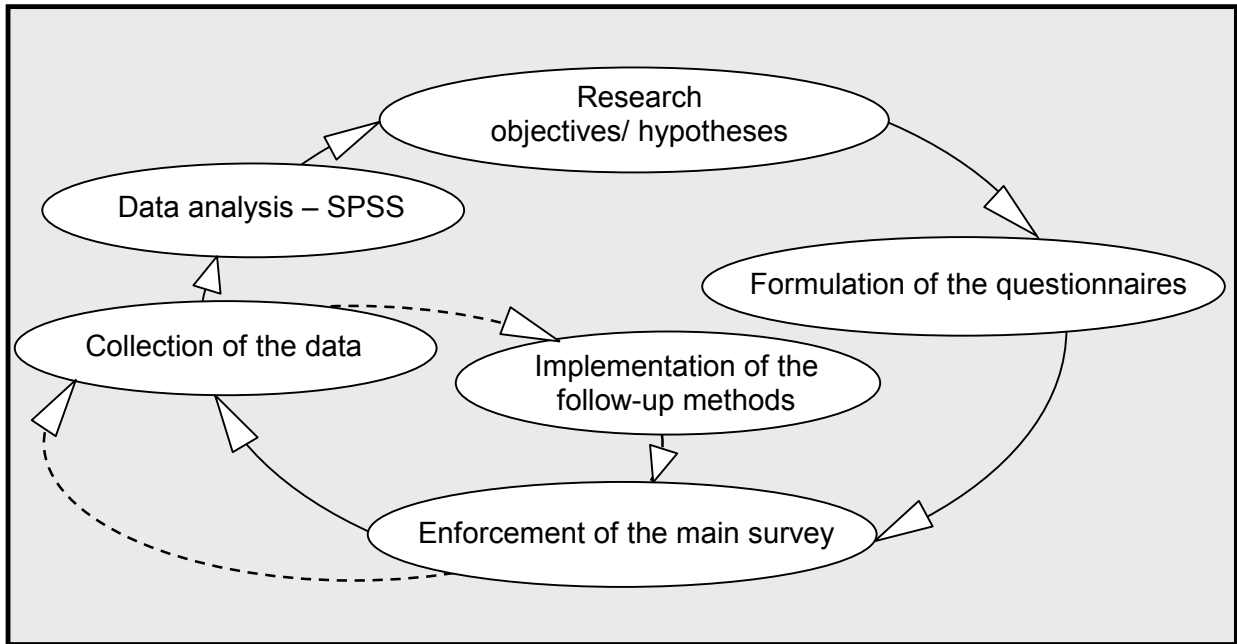 Research
objectives/ hypotheses
Data analysis – SPSS
Formulation of the questionnaires
Collection of the data
Implementation of the
follow-up methods
Enforcement of the main survey